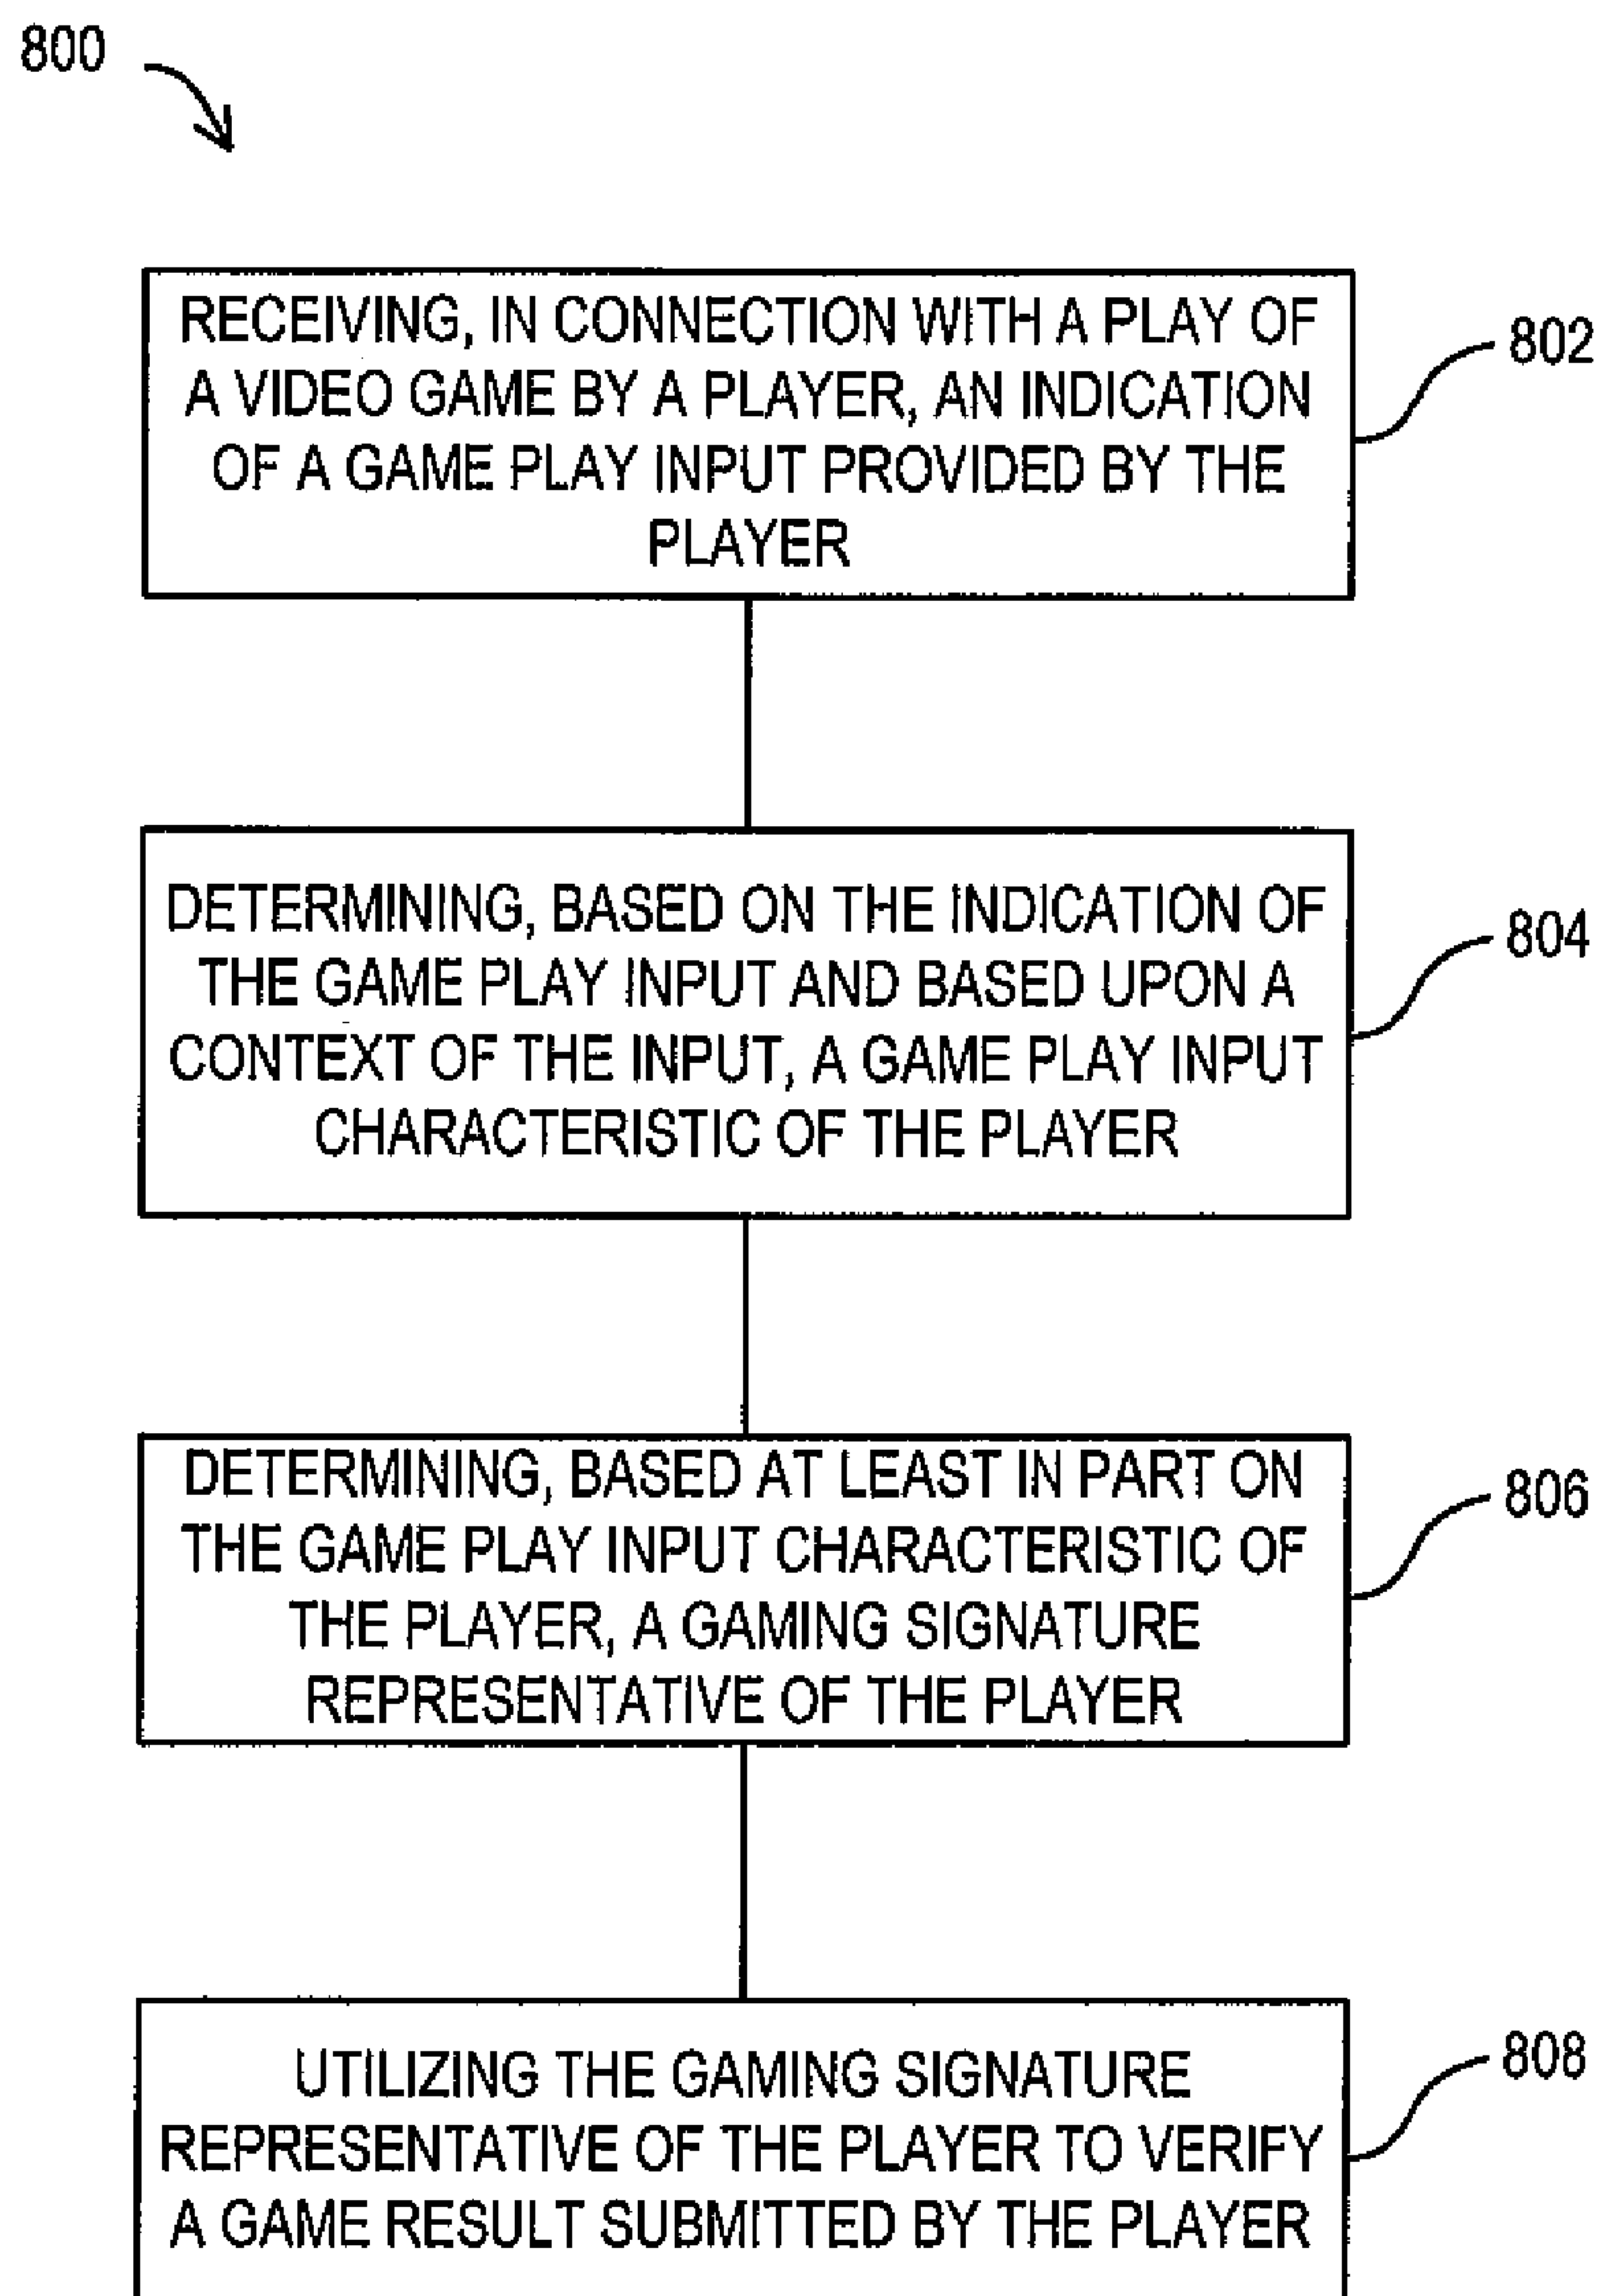 800
RECEIVING, IN CONNECTION WITH A PLAY OF
A VIDEO GAME BY A PLAYER, AN INDICATION
OF A GAME PLAY INPUT PROVIDED BY THE
PLAYER
802
DETERMINING, BASED ON THE INDICATION OF
THE GAME PLAY INPUT AND BASED UPON A
CONTEXT OF THE INPUT, A GAME PLAY INPUT
CHARACTERISTIC OF THE PLAYER
804
DETERMINING, BASED AT LEAST IN PART ON
THE GAME PLAY INPUT CHARACTERISTIC OF
THE PLAYER, A GAMING SIGNATURE
REPRESENTATIVE OF THE PLAYER
806
UTILIZING THE GAMING SIGNATURE
REPRESENTATIVE OF THE PLAYER TO VERIFY
A GAME RESULT SUBMITTED BY THE PLAYER
808